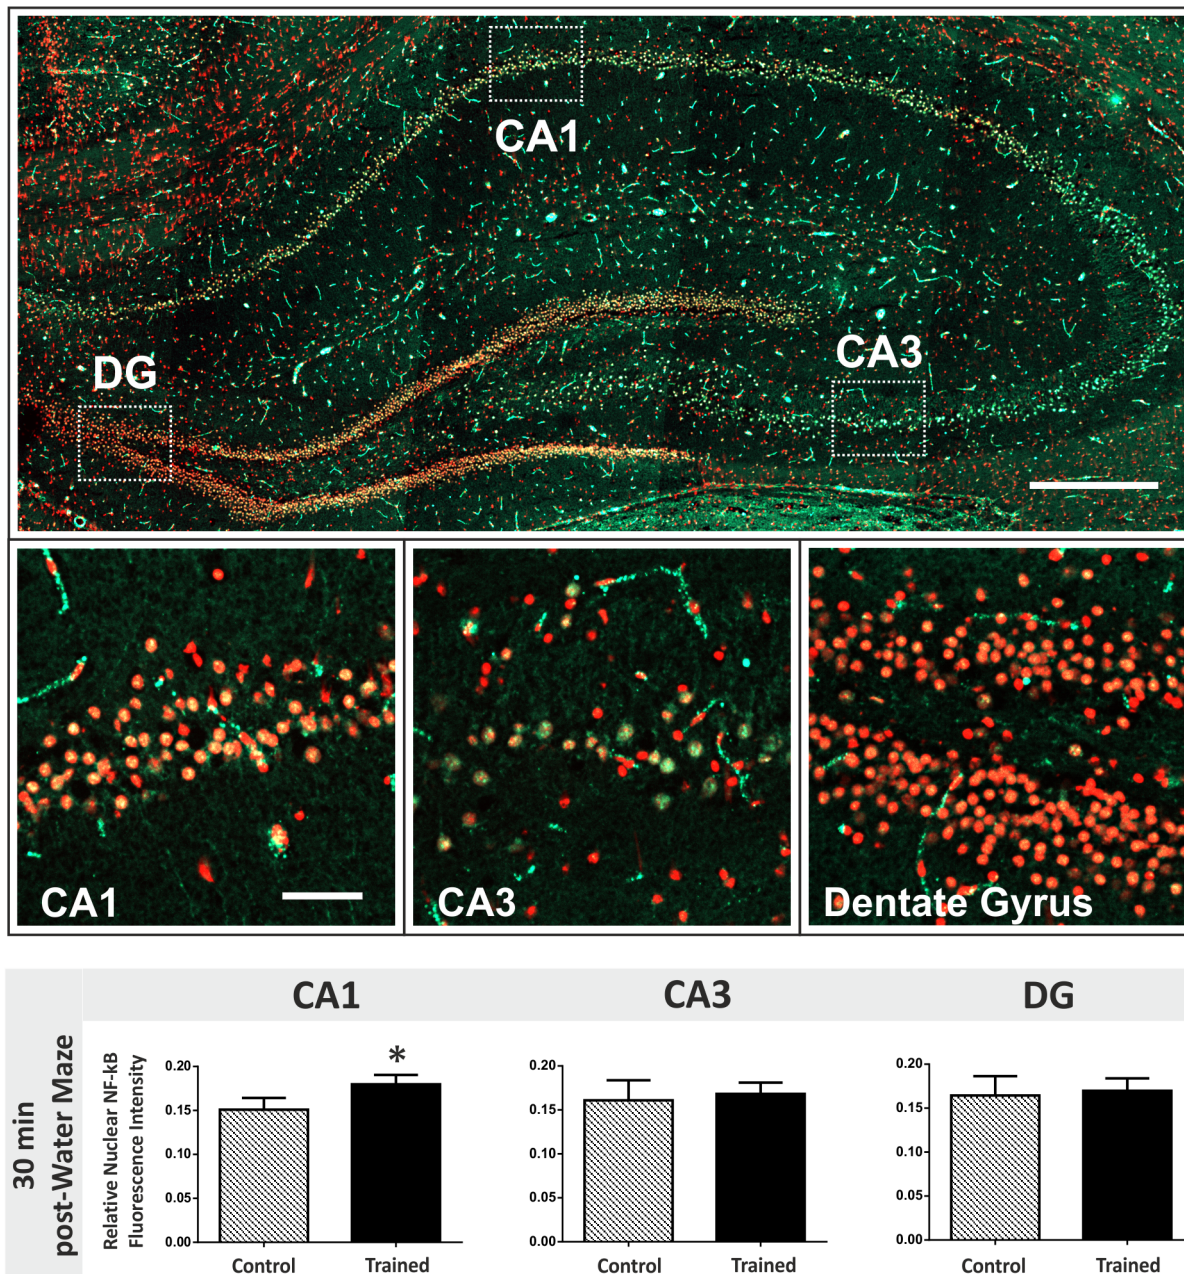 CA1
CA3
DG
CA1
CA3
Dentate Gyrus
30 min
post-Water Maze
CA1
CA3
DG
Relative Nuclear NF-kB
Fluorescence Intensity
0.20
0.15
0.10
0.05
0.00
*
Control
Trained
0.20
0.15
0.10
0.05
0.00
Control
Trained
0.20
0.15
0.10
0.05
0.00
Control
Trained